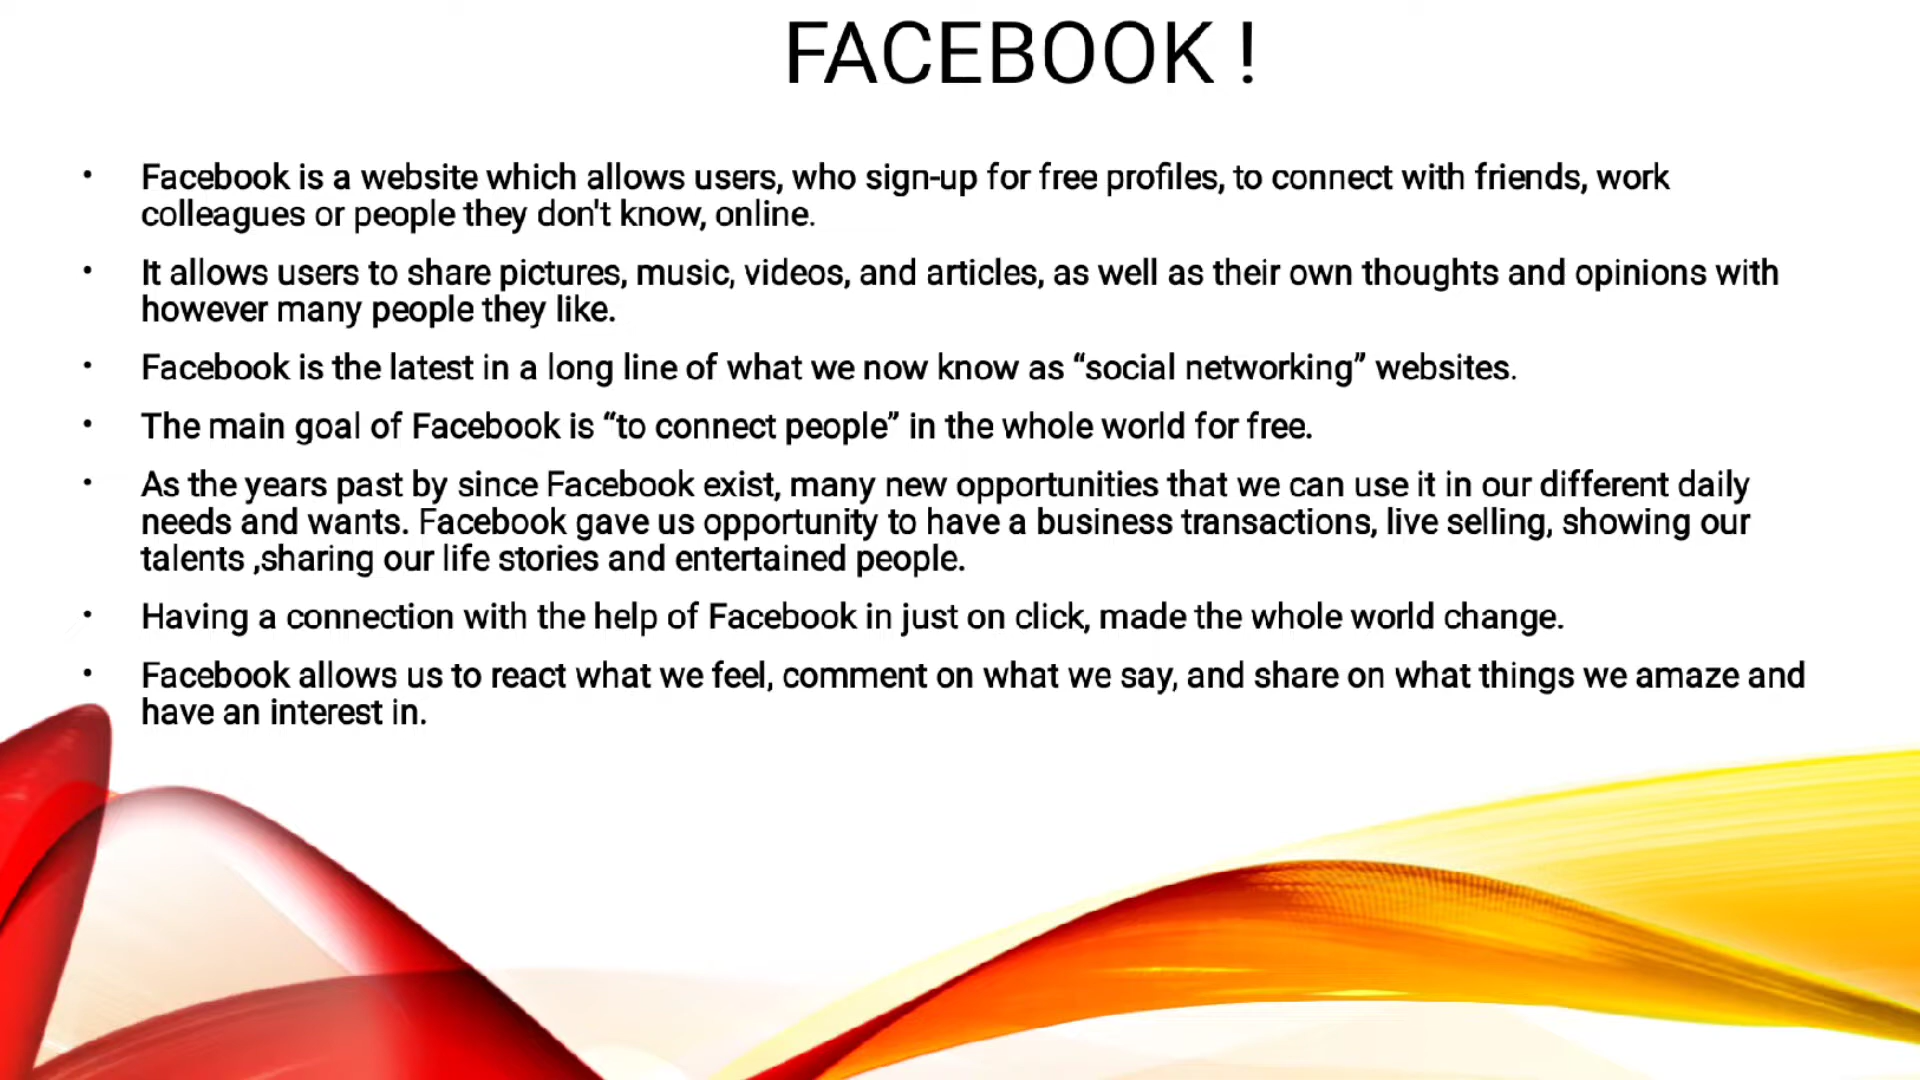 FACEBOOK !
• Facebook is a website which allows users, who sign-up for free profiles, to connect with friends, work
colleagues or people they don't know, online.
• It allows users to share pictures, music, videos, and articles, as well as their own thoughts and opinions with
however many people they like.
• Facebook is the latest in a long line of what we now know as “social networking” websites.
• The main goal of Facebook is “to connect people” in the whole world for free.
• As the years past by since Facebook exist, many new opportunities that we can use it in our different daily
needs and wants. Facebook gave us opportunity to have a business transactions, live selling, showing our
talents ,sharing our life stories and entertained people.
• Having a connection with the help of Facebook in just on click, made the whole world change.
• Facebook allows us to react what we feel, comment on what we say, and share on what things we amaze and
have an interest in.